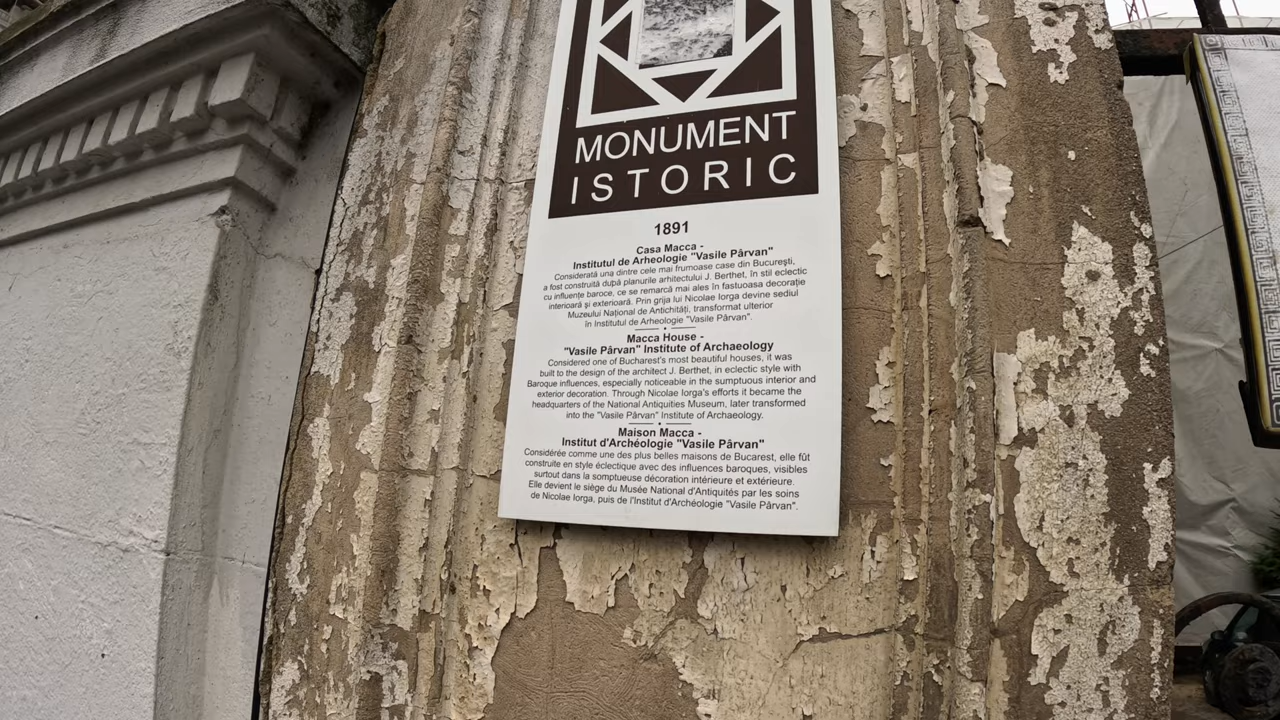 MONUMENT
ISTORIC
1891
Casa Macca -
Institutul de Arheologie "Vasile Pârvan"
Considerată una dintre cele mai frumoase case din Bucureşti,
a fost construită după planurile arhitectului J. Berthet, în stil eclectic
cu influenţe baroce, ce se remarcă mai ales în fastuoasa decoraţie
interioară şi exterioară. Prin grija lui Nicolae Iorga devine sediul
Muzeului Naţional de Antichităţi, transformat ulterior
în Institutul de Arheologie "Vasile Pârvan".
Macca House -
"Vasile Pârvan" Institute of Archaeology
Considered one of Bucharest's most beautiful houses, it was
built to the design of the architect J. Berthet, in eclectic style with
Baroque influences, especially noticeable in the sumptuous interior and
exterior decoration. Through Nicolae Iorga's efforts it became the
headquarters of the National Antiquities Museum, later transformed
into the "Vasile Pârvan" Institute of Archaeology.
Maison Macca -
Institut d'Archéologie "Vasile Pârvan"
Considérée comme une des plus belles maisons de Bucarest, elle fût
construite en style éclectique avec des influences baroques, visibles
surtout dans la somptueuse décoration intérieure et extérieure.
Elle devient le siège du Musée National d'Antiquités par les soins
de Nicolae Iorga, puis de l'Institut d'Archéologie "Vasile Pârvan".